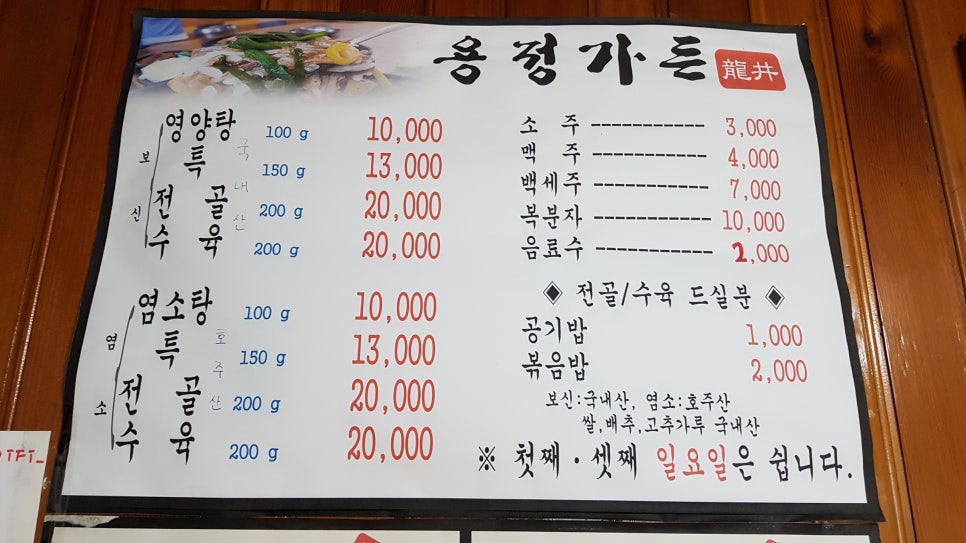 용정가든 龍井
보신
영양탕 100 g 10,000
특 150 g 13,000
전골 200 g 20,000
수육 200 g 20,000
국내산
염소
염소탕 100 g 10,000
특 150 g 13,000
전골 200 g 20,000
수육 200 g 20,000
호주산
소주 ----------- 3,000
맥주 ----------- 4,000
백세주 ----------- 7,000
복분자 ----------- 10,000
음료수 ----------- 2,000
◈ 전골/수육 드실분 ◈
공기밥 1,000
볶음밥 2,000
보신:국내산, 염소:호주산
쌀,배추,고추가루 국내산
※ 첫째·셋째 일요일은 쉽니다.